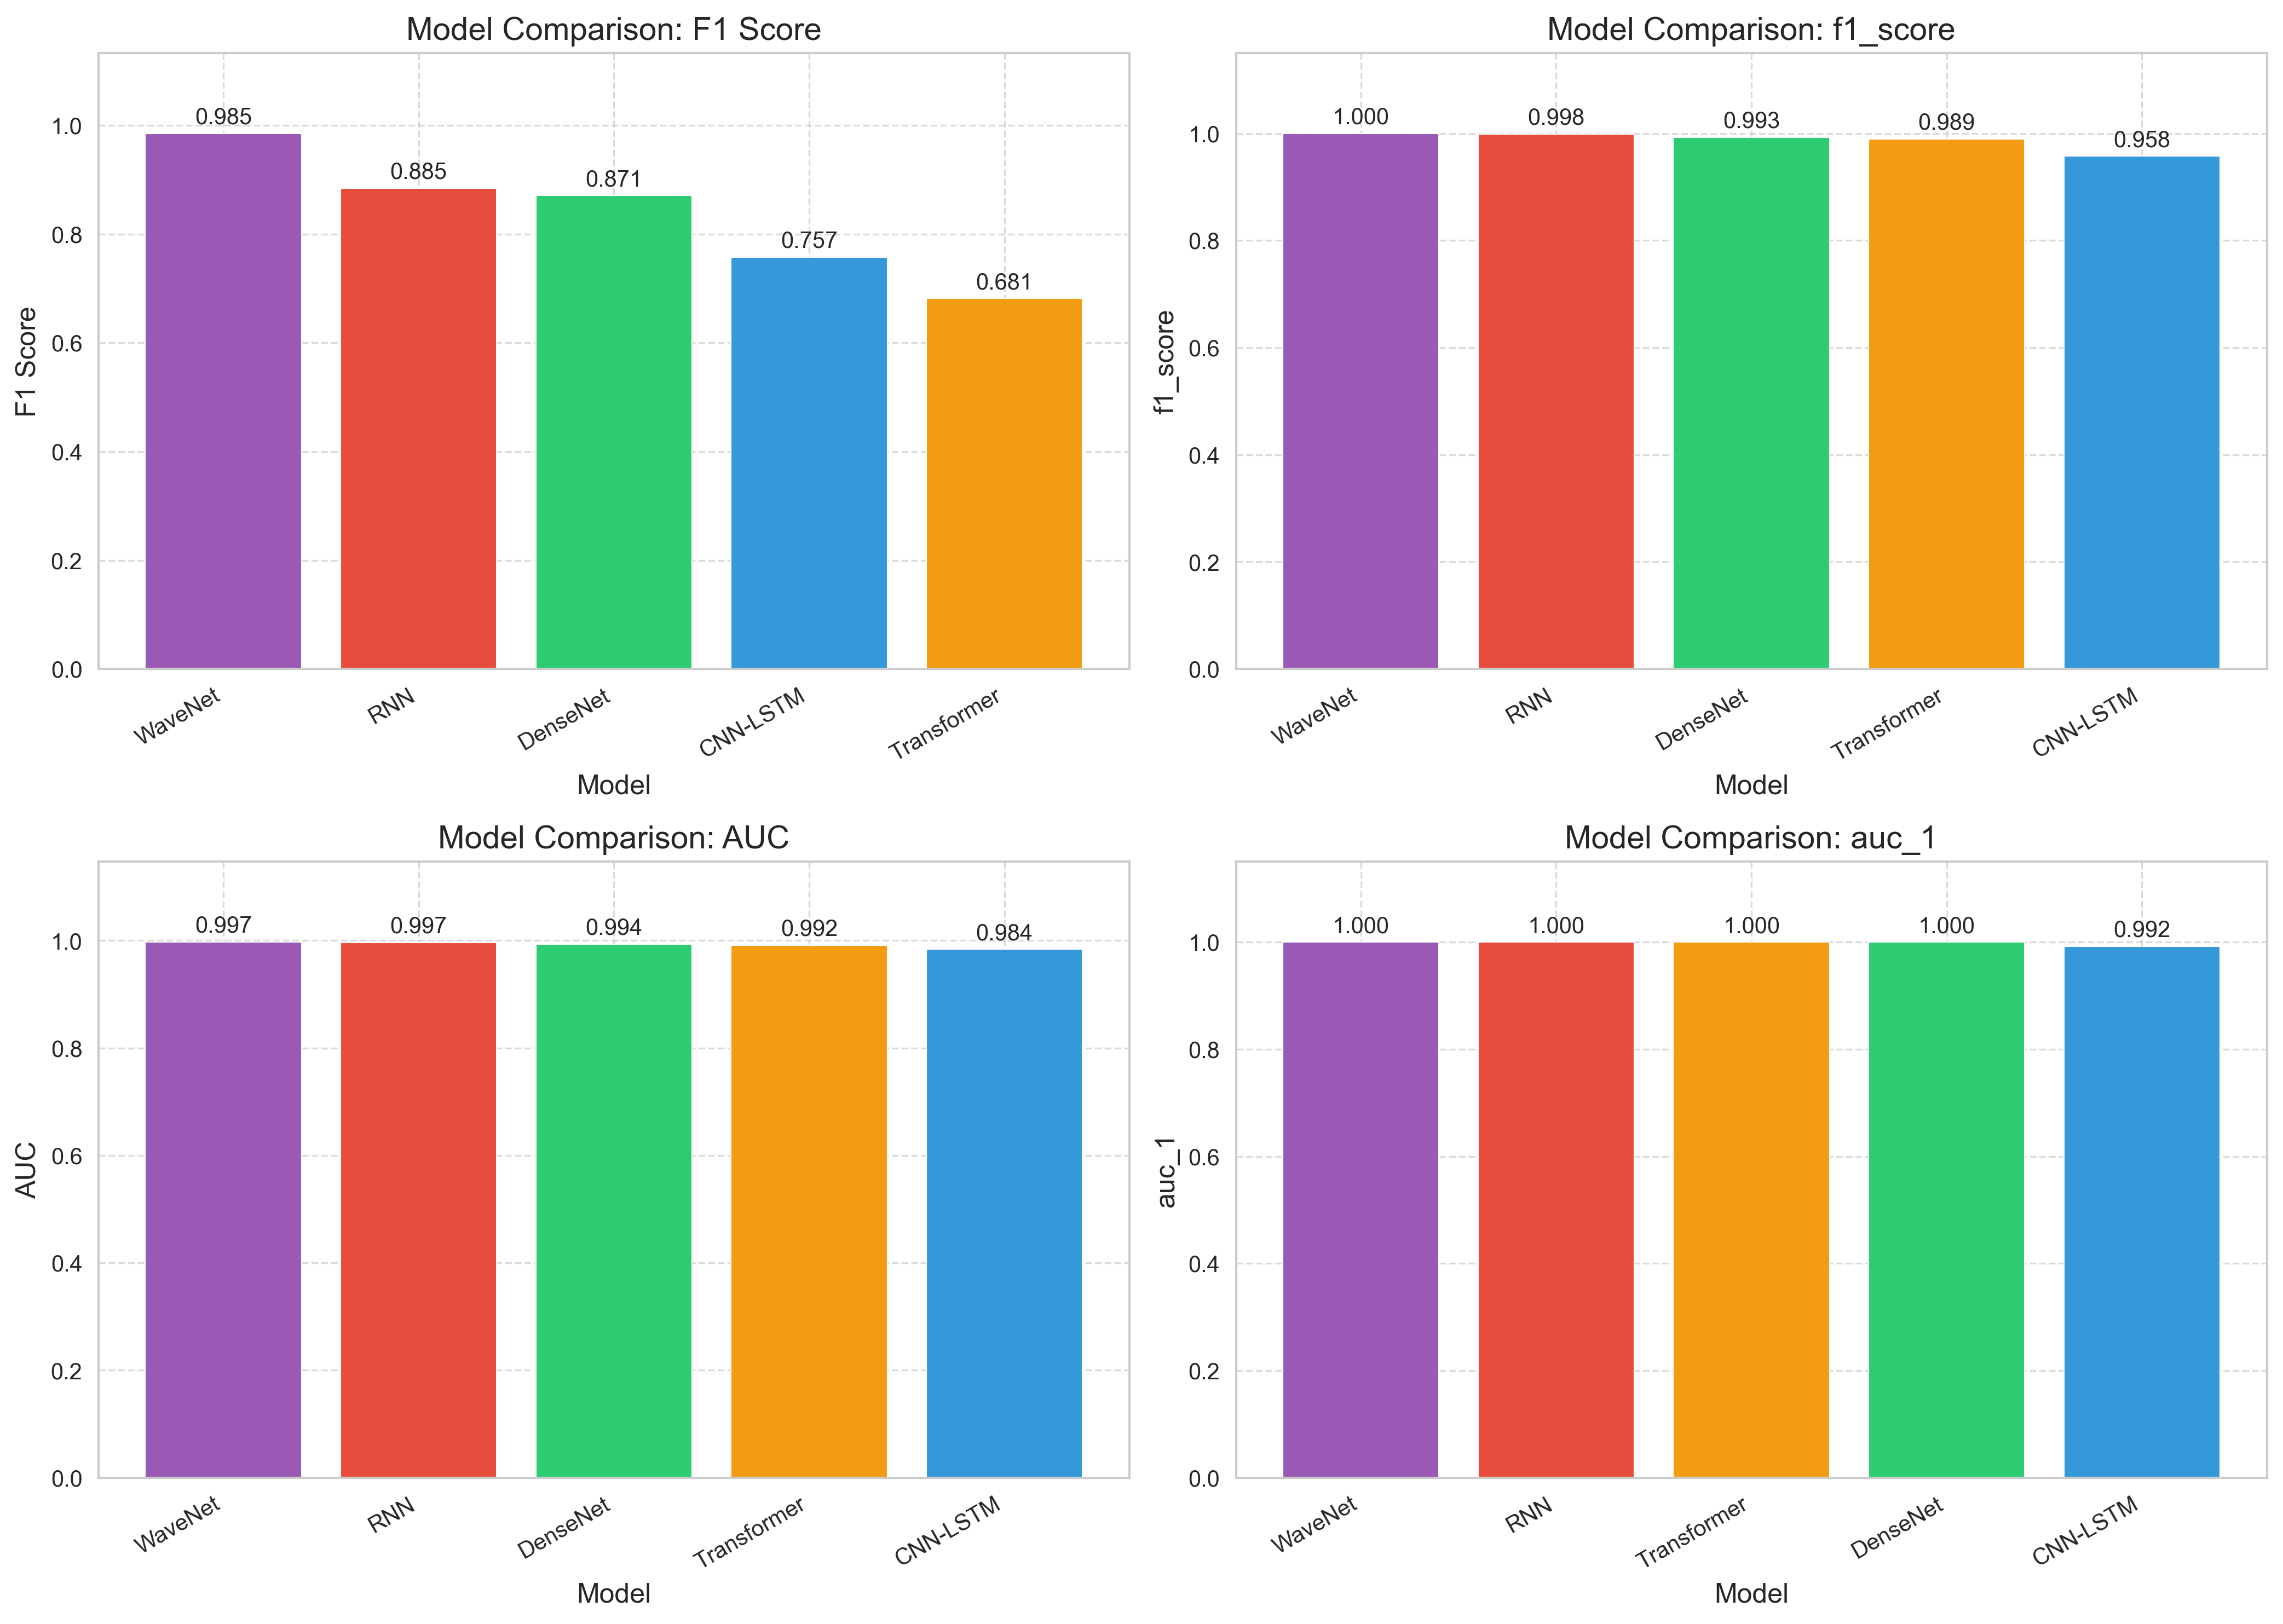 Model Comparison: F1 Score
F1 Score
1.0
0.8
0.6
0.4
0.2
0.0
0.985
0.885
0.871
0.757
0.681
WaveNet
RNN
DenseNet
CNN-LSTM
Transformer
Model
Model Comparison: f1_score
f1_score
1.0
0.8
0.6
0.4
0.2
0.0
1.000
0.998
0.993
0.989
0.958
WaveNet
RNN
DenseNet
Transformer
CNN-LSTM
Model
Model Comparison: AUC
AUC
1.0
0.8
0.6
0.4
0.2
0.0
0.997
0.997
0.994
0.992
0.984
WaveNet
RNN
DenseNet
Transformer
CNN-LSTM
Model
Model Comparison: auc_1
auc_1
1.0
0.8
0.6
0.4
0.2
0.0
1.000
1.000
1.000
1.000
0.992
WaveNet
RNN
Transformer
DenseNet
CNN-LSTM
Model